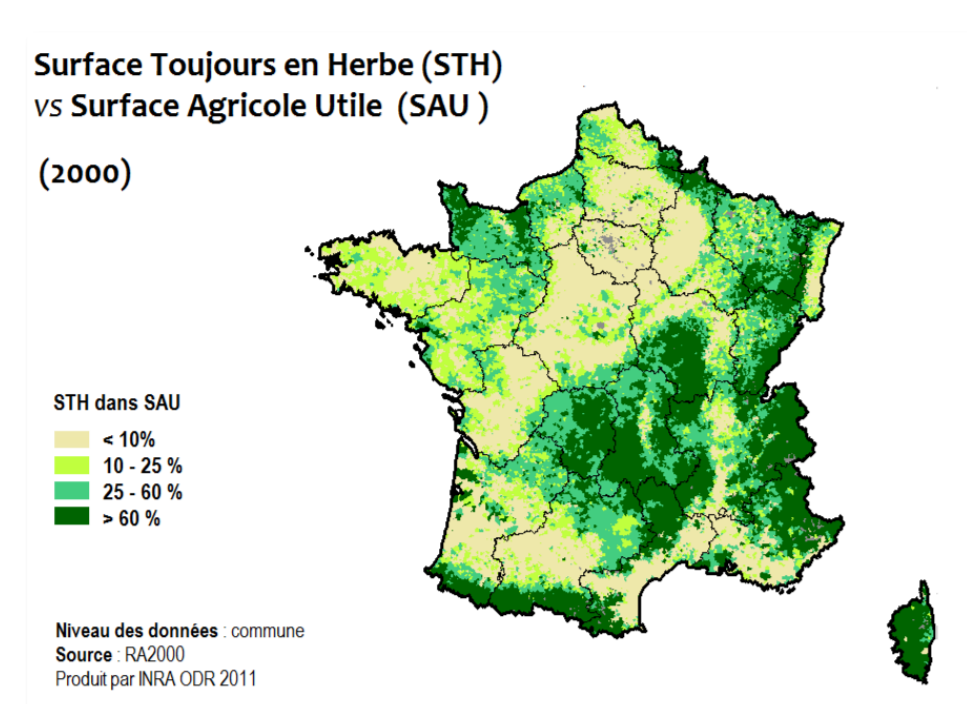 Surface Toujours en Herbe (STH)
vs Surface Agricole Utile (SAU )
(2000)
STH dans SAU
< 10%
10 - 25 %
25 - 60 %
> 60 %
Niveau des données : commune
Source : RA2000
Produit par INRA ODR 2011